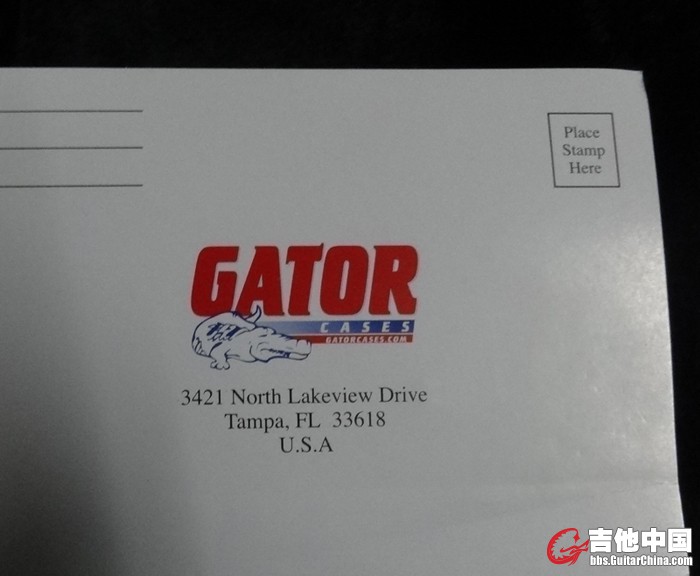 Place
Stamp
Here
GATOR
CASES
GATORCASES.COM
3421 North Lakeview Drive
Tampa, FL 33618
U.S.A
吉他中国
bbs.GuitarChina.com